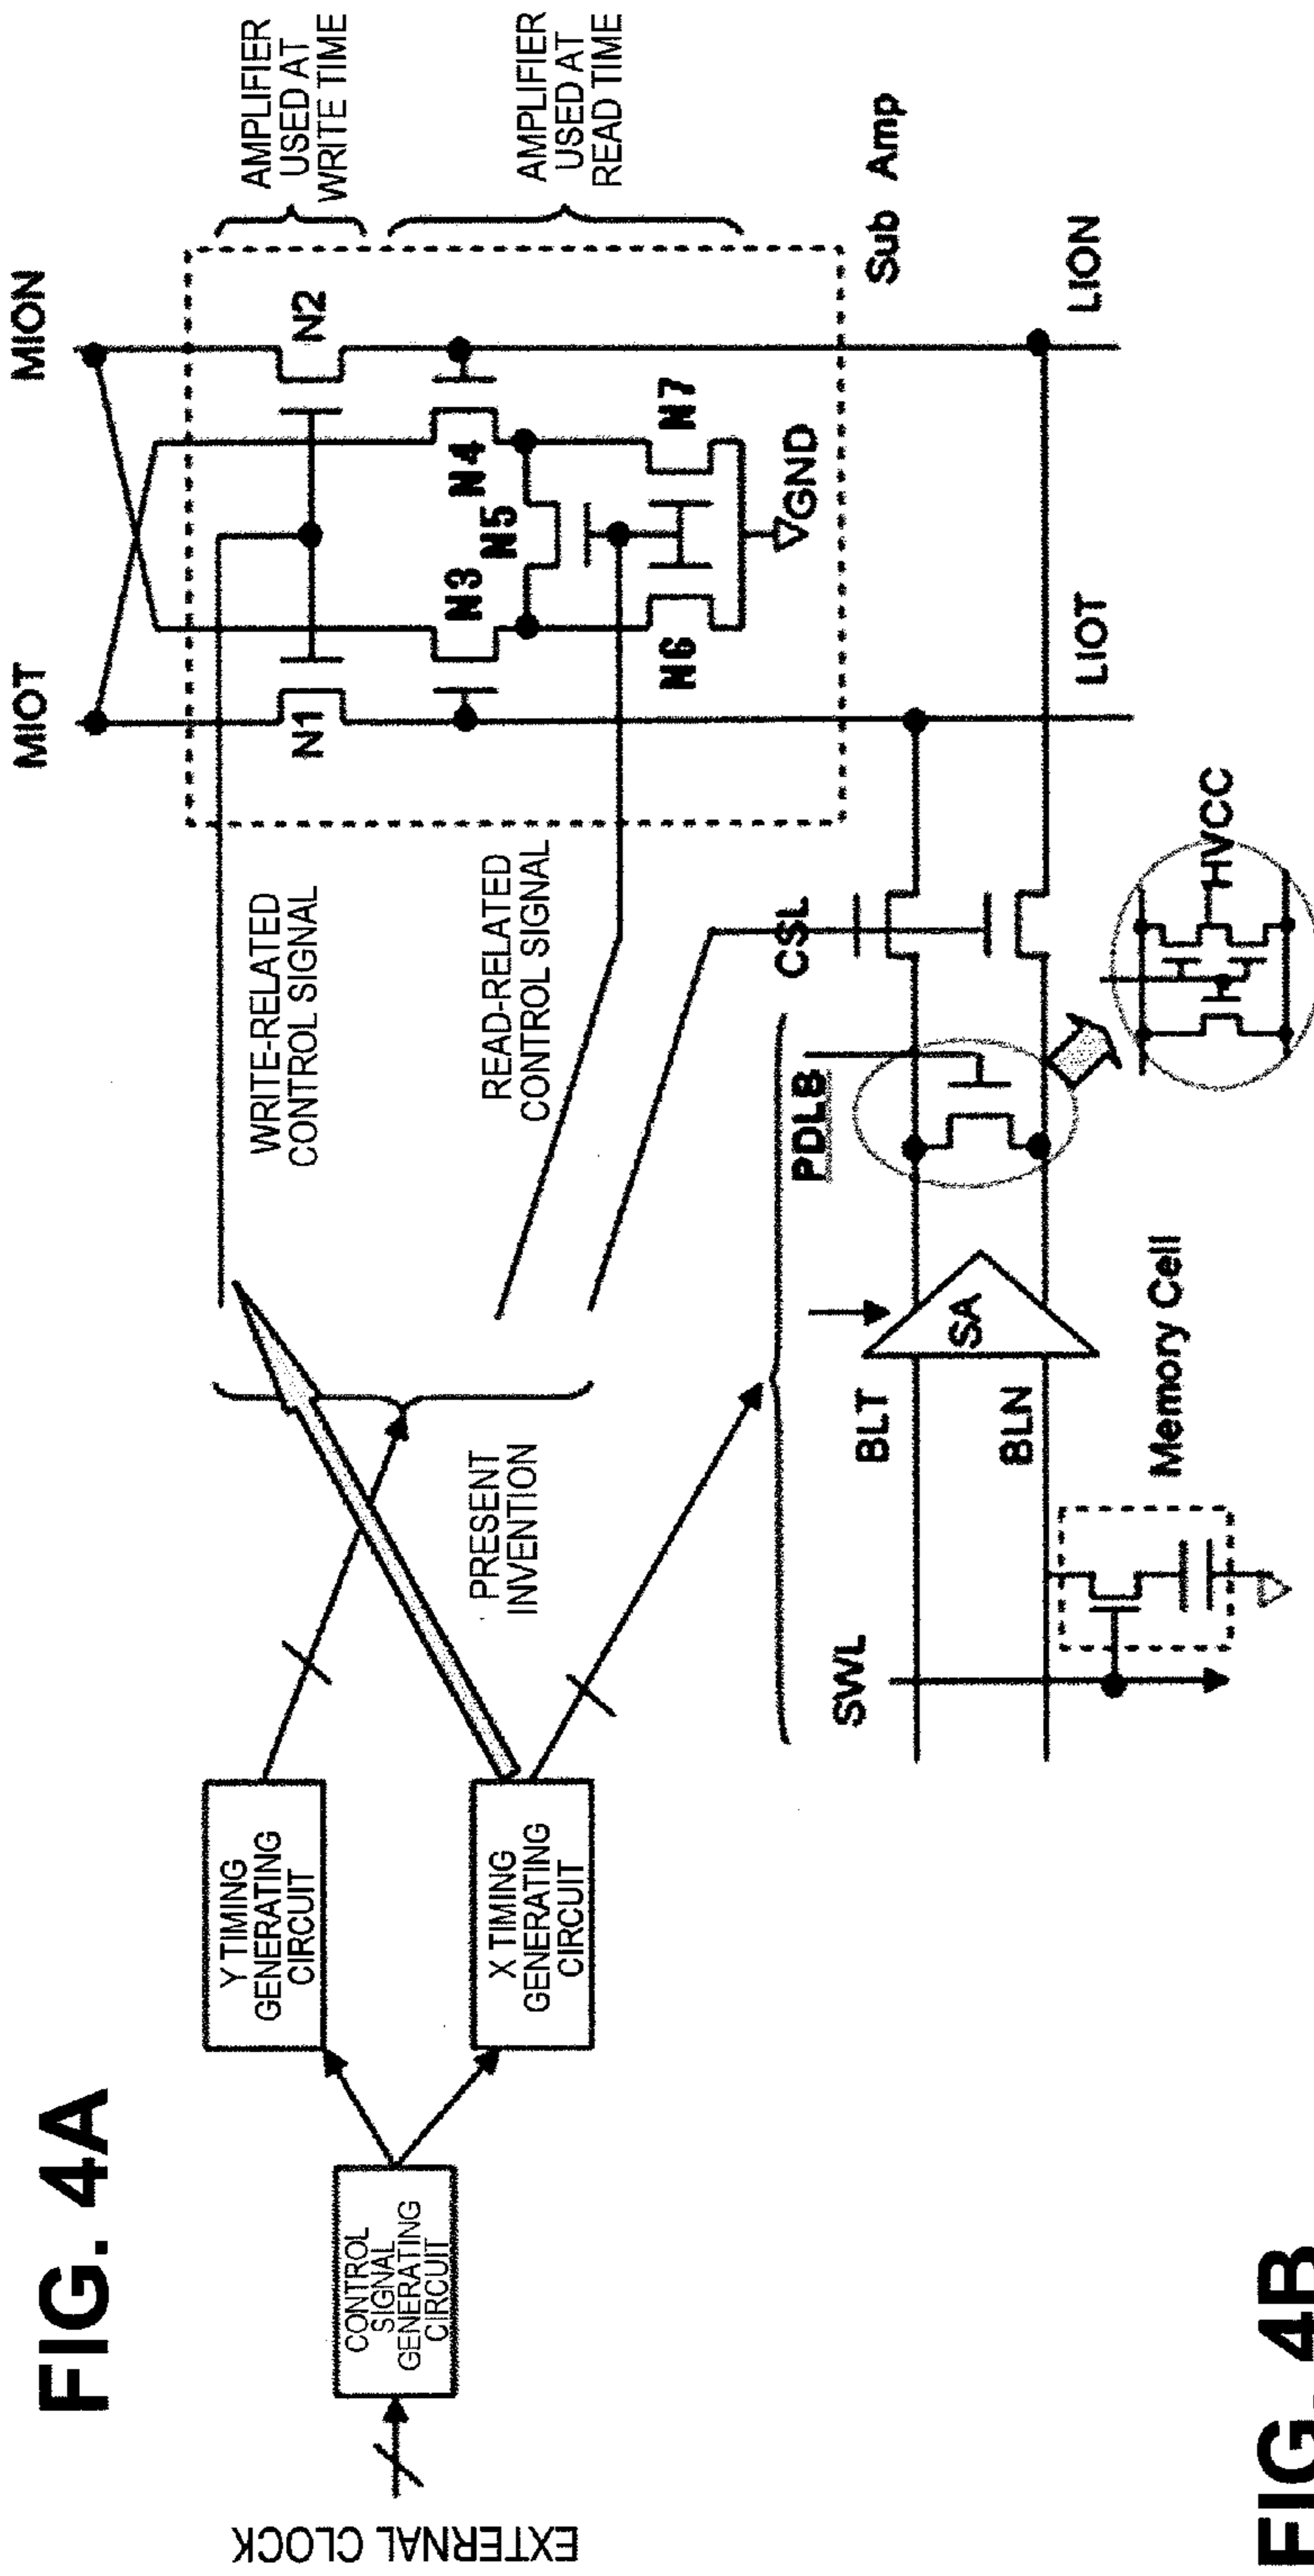 FIG. 4A
EXTERNAL CLOCK
CONTROL
SIGNAL
GENERATING
CIRCUIT
Y TIMING
GENERATING
CIRCUIT
X TIMING
GENERATING
CIRCUIT
PRESENT
INVENTION
WRITE-RELATED
CONTROL SIGNAL
READ-RELATED
CONTROL SIGNAL
MIOT
MION
N1
N2
N3
N4
N5
N6
N7
GND
AMPLIFIER
USED AT
WRITE TIME
AMPLIFIER
USED AT
READ TIME
Sub Amp
LIOT
LION
CSL
PDLB
HVCC
SA
BLT
BLN
SWL
Memory Cell
FIG. 4B